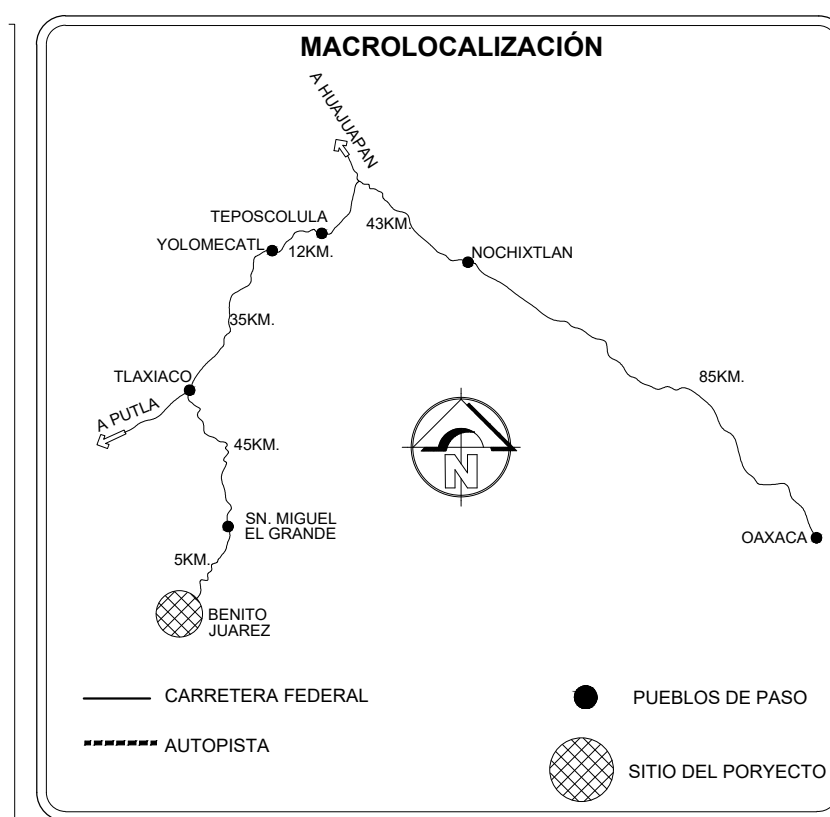 MACROLOCALIZACIÓN
A HUAJUAPAN
TEPOSCOLULA
43KM.
YOLOMECATL
12KM.
NOCHIXTLAN
35KM.
TLAXIACO
85KM.
A PUTLA
45KM.
N
SN. MIGUEL
EL GRANDE
OAXACA
5KM.
BENITO
JUAREZ
CARRETERA FEDERAL
PUEBLOS DE PASO
AUTOPISTA
SITIO DEL PORYECTO